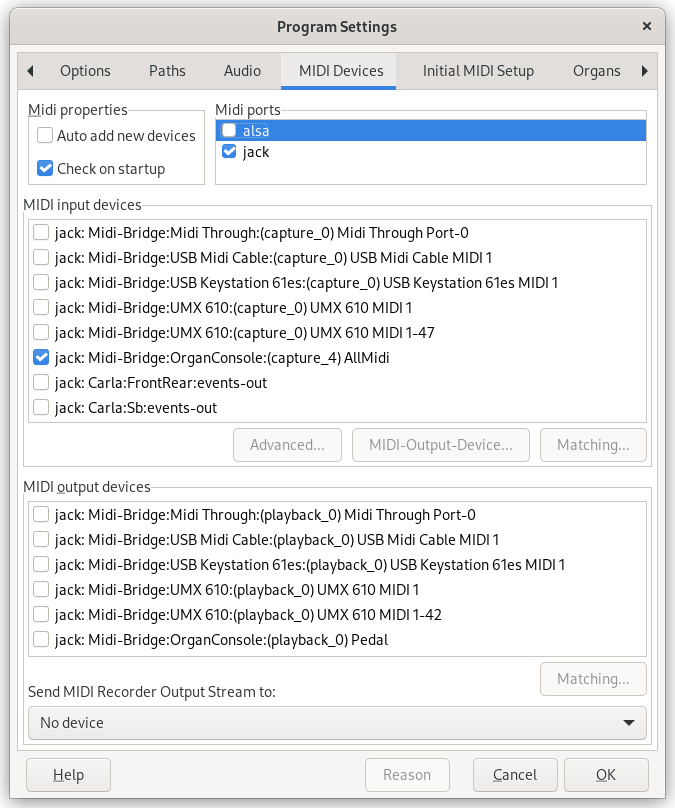 Program Settings
×
Options Paths Audio MIDI Devices Initial MIDI Setup Organs
Midi properties
Auto add new devices
Check on startup
Midi ports
alsa
jack
MIDI input devices
jack: Midi-Bridge:Midi Through:(capture_0) Midi Through Port-0
jack: Midi-Bridge:USB Midi Cable:(capture_0) USB Midi Cable MIDI 1
jack: Midi-Bridge:USB Keystation 61es:(capture_0) USB Keystation 61es MIDI 1
jack: Midi-Bridge:UMX 610:(capture_0) UMX 610 MIDI 1
jack: Midi-Bridge:UMX 610:(capture_0) UMX 610 MIDI 1-47
jack: Midi-Bridge:OrganConsole:(capture_4) AllMidi
jack: Carla:FrontRear:events-out
jack: Carla:Sb:events-out
Advanced... MIDI-Output-Device... Matching...
MIDI output devices
jack: Midi-Bridge:Midi Through:(playback_0) Midi Through Port-0
jack: Midi-Bridge:USB Midi Cable:(playback_0) USB Midi Cable MIDI 1
jack: Midi-Bridge:USB Keystation 61es:(playback_0) USB Keystation 61es MIDI 1
jack: Midi-Bridge:UMX 610:(playback_0) UMX 610 MIDI 1
jack: Midi-Bridge:UMX 610:(playback_0) UMX 610 MIDI 1-42
jack: Midi-Bridge:OrganConsole:(playback_0) Pedal
Matching...
Send MIDI Recorder Output Stream to:
No device
Help Reason Cancel OK